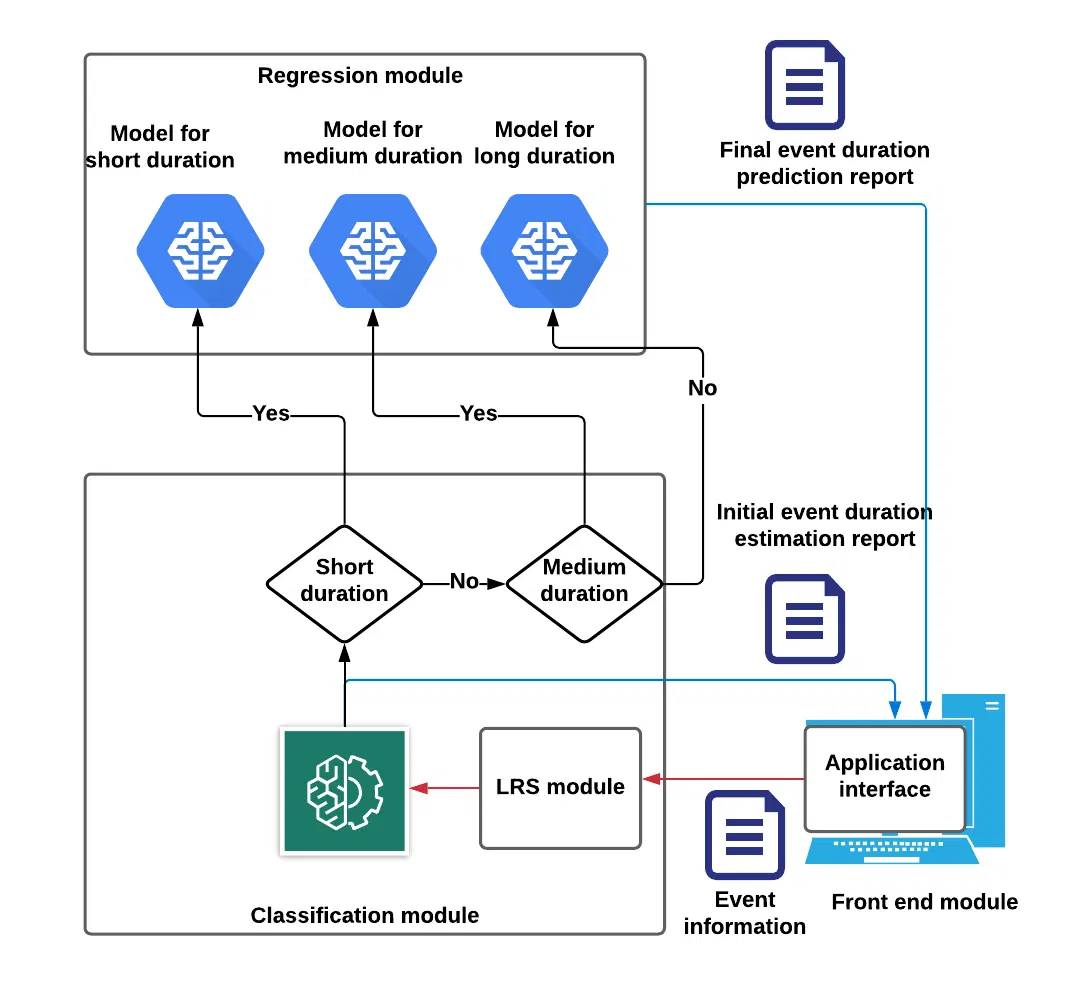 Regression module
Model for
short duration
Model for
medium duration
Model for
long duration
Final event duration
prediction report
Yes
Yes
No
Initial event duration
estimation report
Short
duration
No
Medium
duration
LRS module
Application
interface
Classification module
Event
information
Front end module